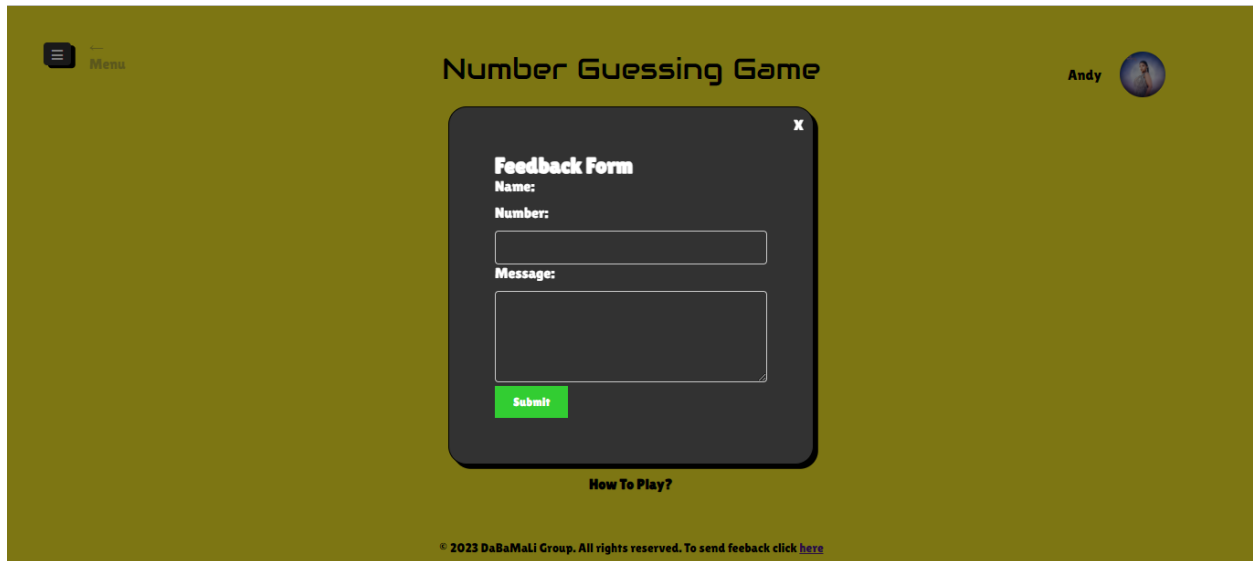 ←
Menu
Number Guessing Game
Andy
X
Feedback Form
Name:
Number:
Message:
Submit
How To Play?
© 2023 DaBaMaLi Group. All rights reserved. To send feeback click here